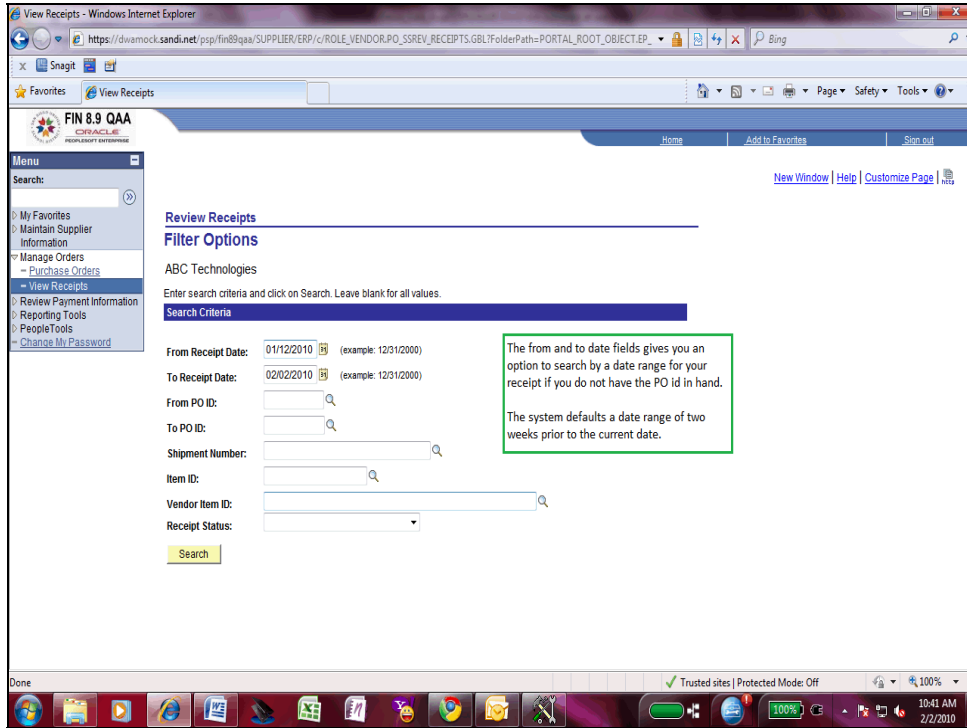 View Receipts - Windows Internet Explorer
https://dwamock.sandi.net/psp/fin89qaa/SUPPLIER/ERP/c/ROLE_VENDOR.PO_SSREV_RECEIPTS.GBL?FolderPath=PORTAL_ROOT_OBJECT.EP_
Bing
x Snagit
Favorites View Receipts
Page Safety Tools
FIN 8.9 QAA
ORACLE
PEOPLESOFT ENTERPRISE
Home Add to Favorites Sign out
Menu
New Window | Help | Customize Page | http
Search:
My Favorites
Maintain Supplier
Information
Manage Orders
Purchase Orders
View Receipts
Review Payment Information
Reporting Tools
PeopleTools
Change My Password
Review Receipts
Filter Options
ABC Technologies
Enter search criteria and click on Search. Leave blank for all values.
Search Criteria
From Receipt Date: 01/12/2010 31 (example: 12/31/2000)
To Receipt Date: 02/02/2010 31 (example: 12/31/2000)
From PO ID:
To PO ID:
Shipment Number:
Item ID:
Vendor Item ID:
Receipt Status:
Search
The from and to date fields gives you an
option to search by a date range for your
receipt if you do not have the PO id in hand.
The system defaults a date range of two
weeks prior to the current date.
Done
Trusted sites | Protected Mode: Off
100%
100%
10:41 AM
2/2/2010